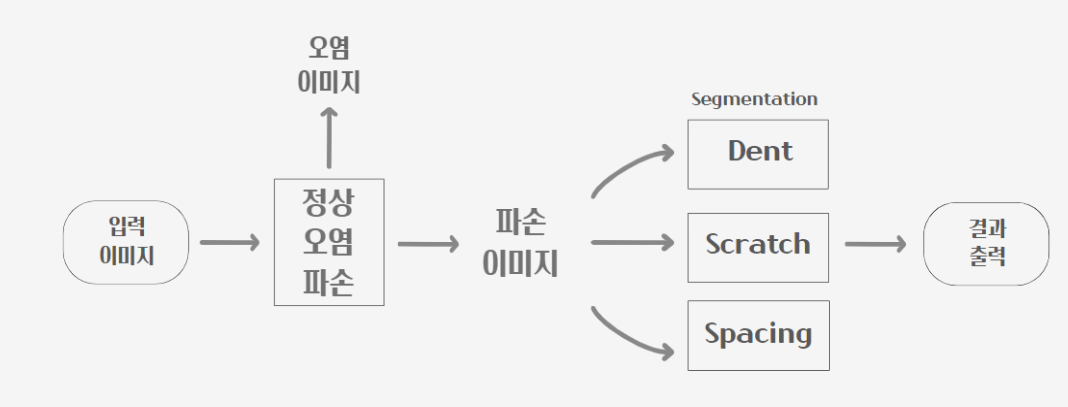 오염
이미지
Segmentation
Dent
정상
오염
파손
입력
이미지
파손
이미지
Scratch
결과
출력
Spacing